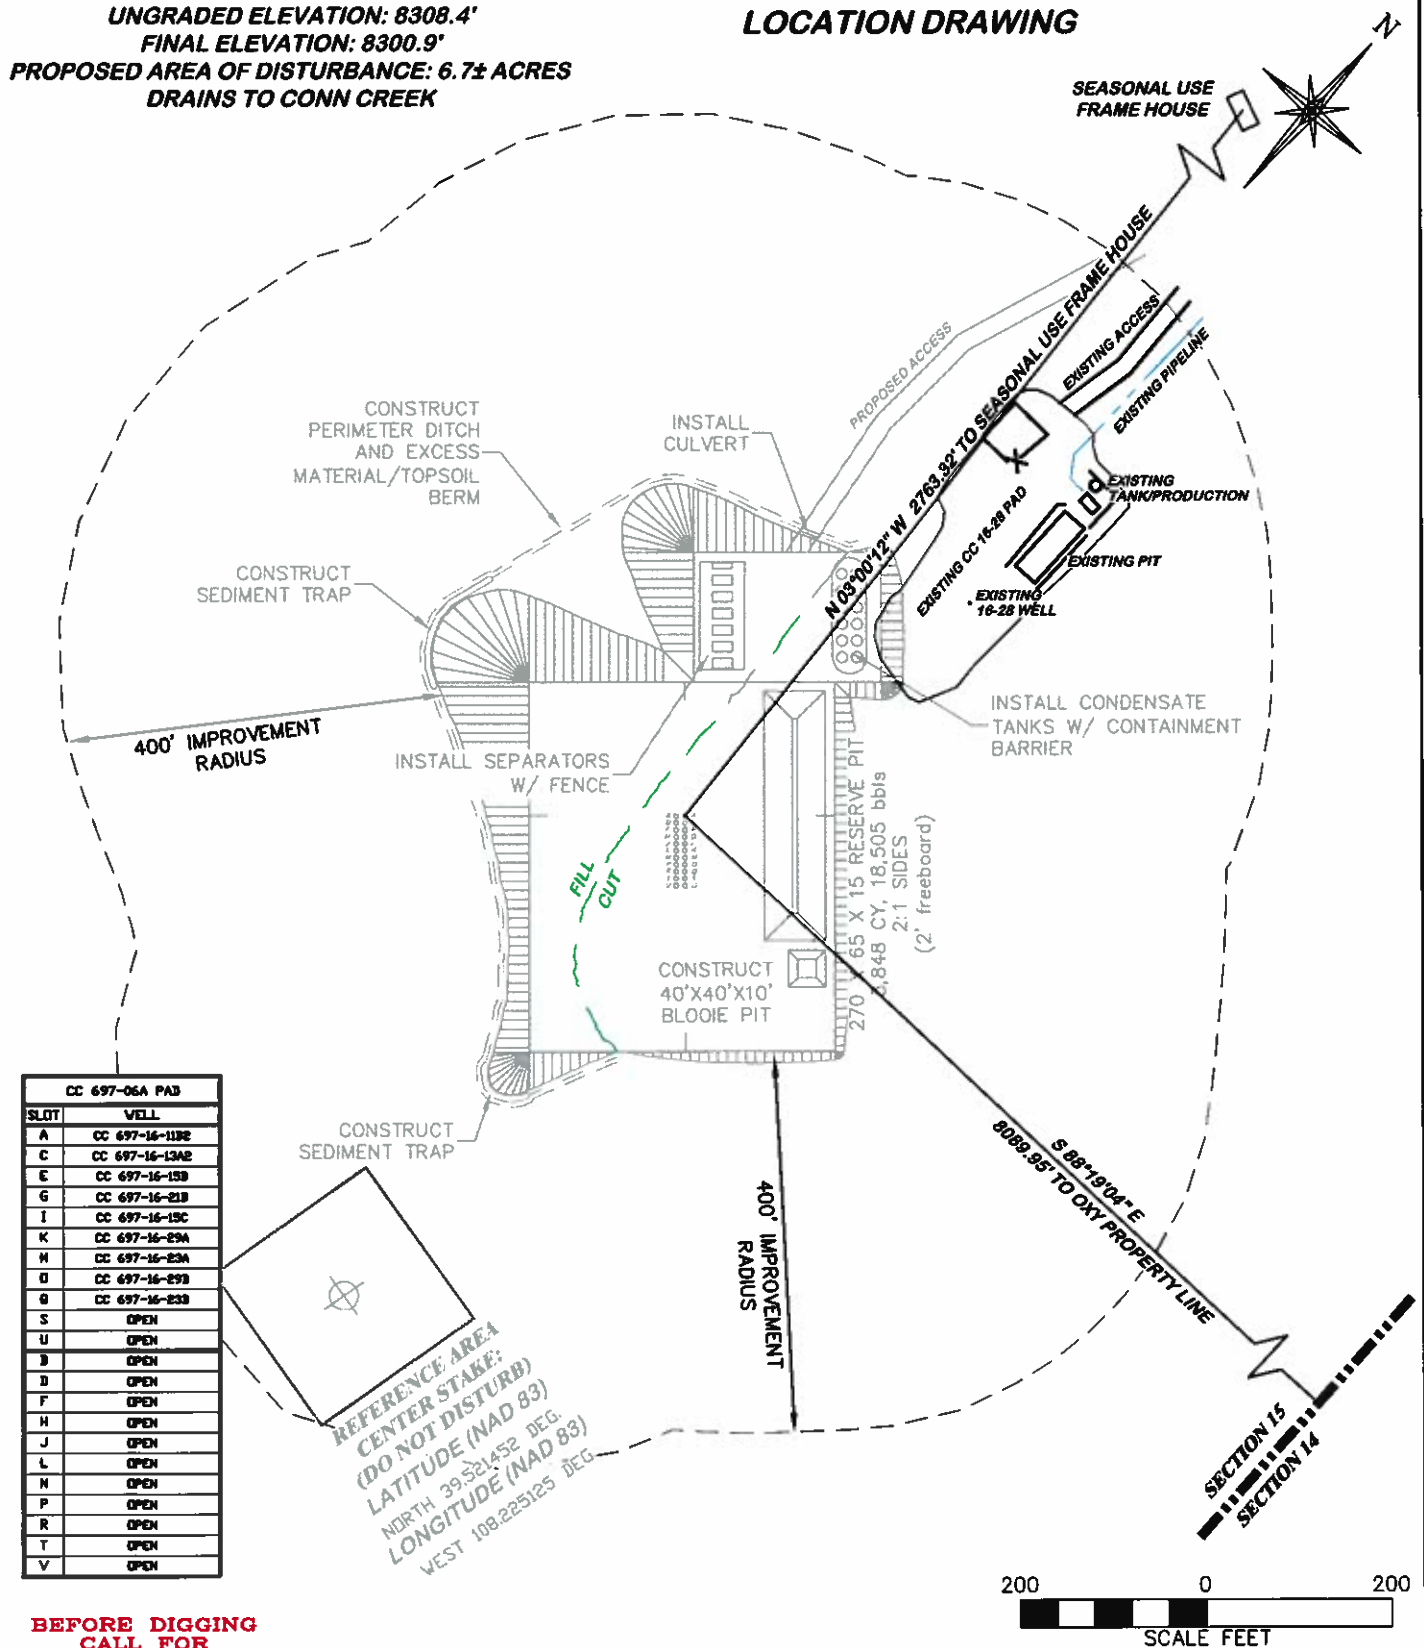 UNGRADED ELEVATION: 8308.4'
FINAL ELEVATION: 8300.9'
PROPOSED AREA OF DISTURBANCE: 6.7± ACRES
DRAINS TO CONN CREEK
LOCATION DRAWING
N
SEASONAL USE
FRAME HOUSE
N 03°00'12" W 2763.32' TO SEASONAL USE FRAME HOUSE
PROPOSED ACCESS
EXISTING ACCESS
EXISTING PIPELINE
CONSTRUCT
PERIMETER DITCH
AND EXCESS
MATERIAL/TOPSOIL
BERM
INSTALL
CULVERT
EXISTING
TANK/PRODUCTION
EXISTING CC 16-28 PAD
EXISTING PIT
EXISTING
16-28 WELL
CONSTRUCT
SEDIMENT TRAP
INSTALL CONDENSATE
TANKS W/ CONTAINMENT
BARRIER
400' IMPROVEMENT
RADIUS
INSTALL SEPARATORS
W/ FENCE
FILL
CUT
270 X 65 X 15 RESERVE PIT
,848 CY, 18,505 bbls
2:1 SIDES
(2' freeboard)
CONSTRUCT
40'X40'X10'
BLOOIE PIT
CONSTRUCT
SEDIMENT TRAP
400' IMPROVEMENT
RADIUS
S 88°19'04" E
8089.95' TO OXY PROPERTY LINE
SECTION 15
SECTION 14
CC 697-06A PAD
SLOT WELL
A CC 697-16-11B2
C CC 697-16-13A2
E CC 697-16-15B
G CC 697-16-21B
I CC 697-16-15C
K CC 697-16-29A
M CC 697-16-23A
O CC 697-16-29B
Q CC 697-16-23B
S OPEN
U OPEN
B OPEN
D OPEN
F OPEN
H OPEN
J OPEN
L OPEN
N OPEN
P OPEN
R OPEN
T OPEN
V OPEN
REFERENCE AREA
CENTER STAKE:
(DO NOT DISTURB)
LATITUDE (NAD 83)
NORTH 39.521452 DEG.
LONGITUDE (NAD 83)
WEST 108.225125 DEG
200 0 200
SCALE FEET
BEFORE DIGGING
CALL FOR